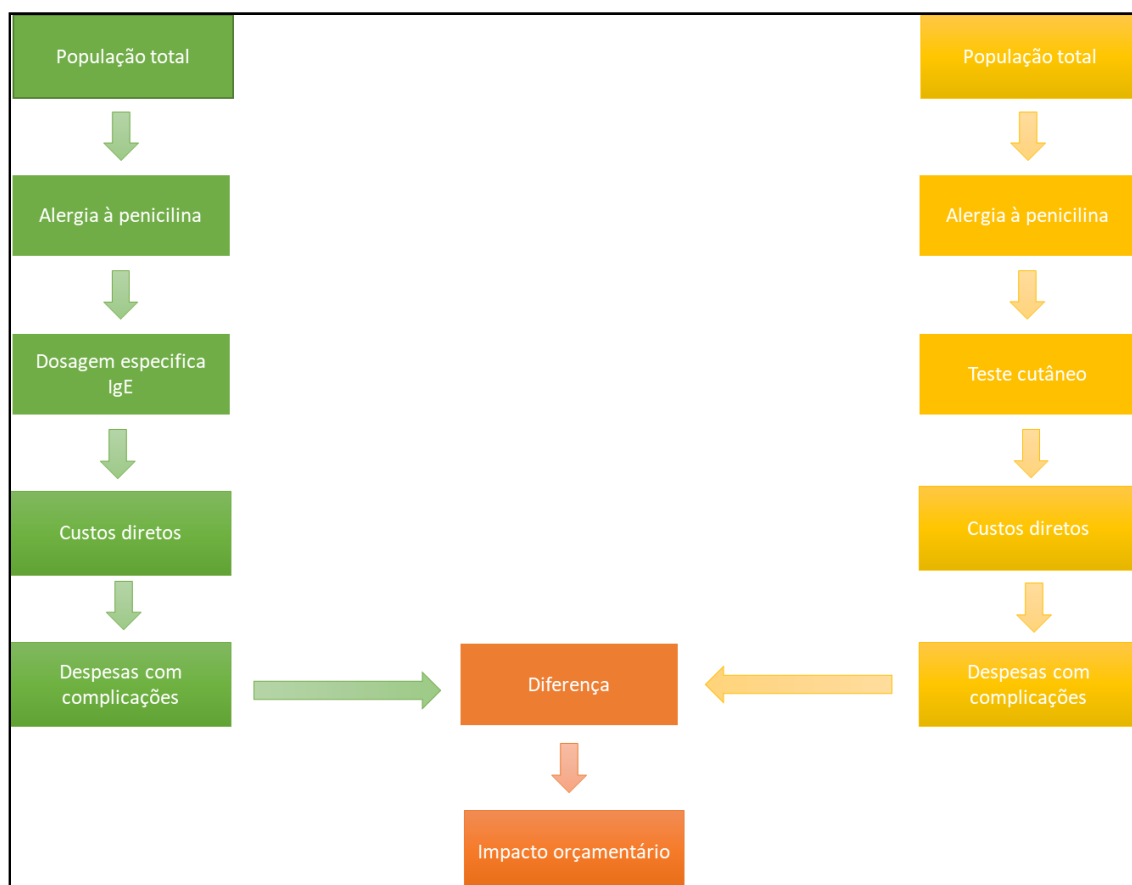 População total
Alergia à penicilina
Dosagem especifica
IgE
Custos diretos
Despesas com
complicações
População total
Alergia à penicilina
Teste cutâneo
Custos diretos
Despesas com
complicações
Diferença
Impacto orçamentário